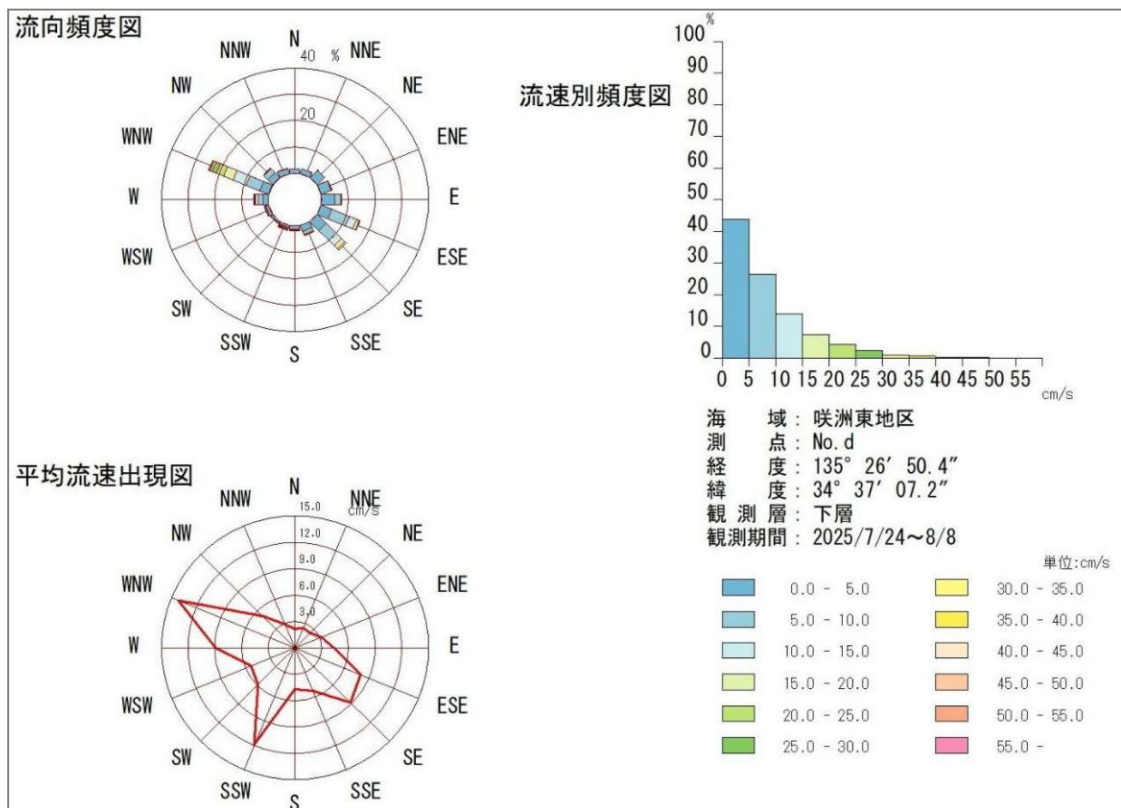 流向頻度図
N
40 %
20
NNE
NE
ENE
E
ESE
SE
SSE
S
SSW
SW
WSW
W
WNW
NW
NNW
流速別頻度図
%
100
90
80
70
60
50
40
30
20
10
0
0 5 10 15 20 25 30 35 40 45 50 55
cm/s
海 域 : 咲洲東地区
測 点 : No.d
経 度 : 135° 26′ 50.4″
緯 度 : 34° 37′ 07.2″
観 測 層 : 下層
観測期間 : 2025/7/24～8/8
平均流速出現図
N
15.0
cm/s
12.0
9.0
6.0
3.0
NNE
NE
ENE
E
ESE
SE
SSE
S
SSW
SW
WSW
W
WNW
NW
NNW
単位:cm/s
0.0 - 5.0
5.0 - 10.0
10.0 - 15.0
15.0 - 20.0
20.0 - 25.0
25.0 - 30.0
30.0 - 35.0
35.0 - 40.0
40.0 - 45.0
45.0 - 50.0
50.0 - 55.0
55.0 -